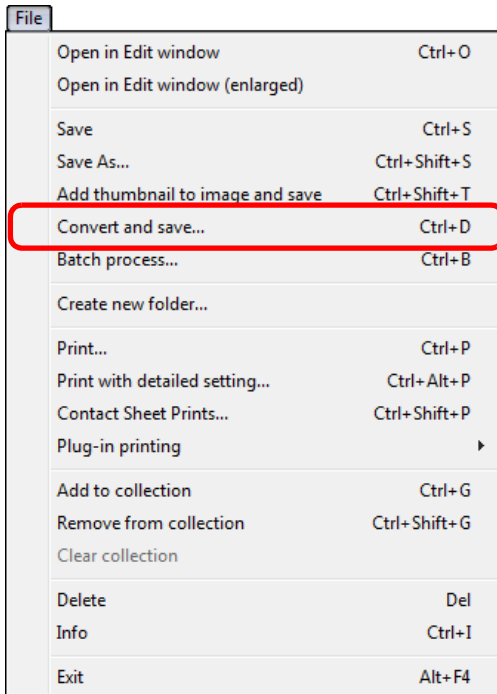 File
Open in Edit window Ctrl+O
Open in Edit window (enlarged)
Save Ctrl+S
Save As... Ctrl+Shift+S
Add thumbnail to image and save Ctrl+Shift+T
Convert and save... Ctrl+D
Batch process... Ctrl+B
Create new folder...
Print... Ctrl+P
Print with detailed setting... Ctrl+Alt+P
Contact Sheet Prints... Ctrl+Shift+P
Plug-in printing
Add to collection Ctrl+G
Remove from collection Ctrl+Shift+G
Clear collection
Delete Del
Info Ctrl+I
Exit Alt+F4